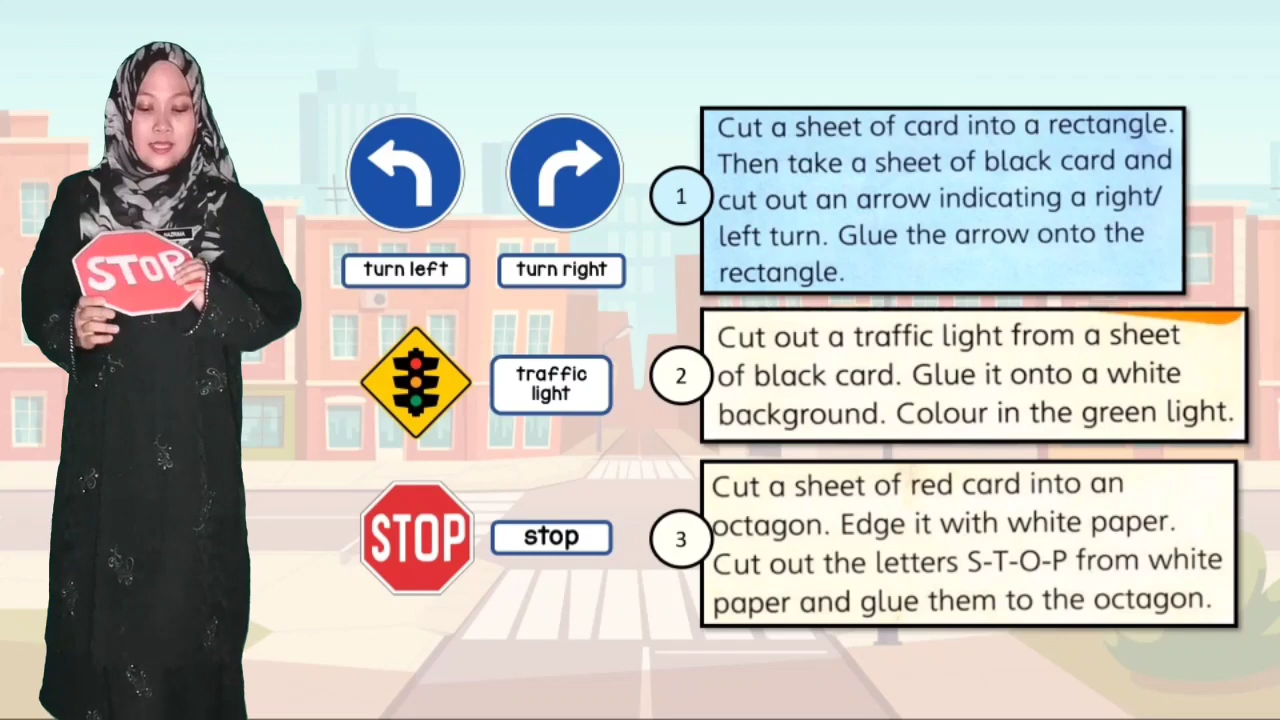 NAZRIMA
STOP
turn left
turn right
traffic
light
STOP
stop
1
Cut a sheet of card into a rectangle.
Then take a sheet of black card and
cut out an arrow indicating a right/
left turn. Glue the arrow onto the
rectangle.
2
Cut out a traffic light from a sheet
of black card. Glue it onto a white
background. Colour in the green light.
3
Cut a sheet of red card into an
octagon. Edge it with white paper.
Cut out the letters S-T-O-P from white
paper and glue them to the octagon.